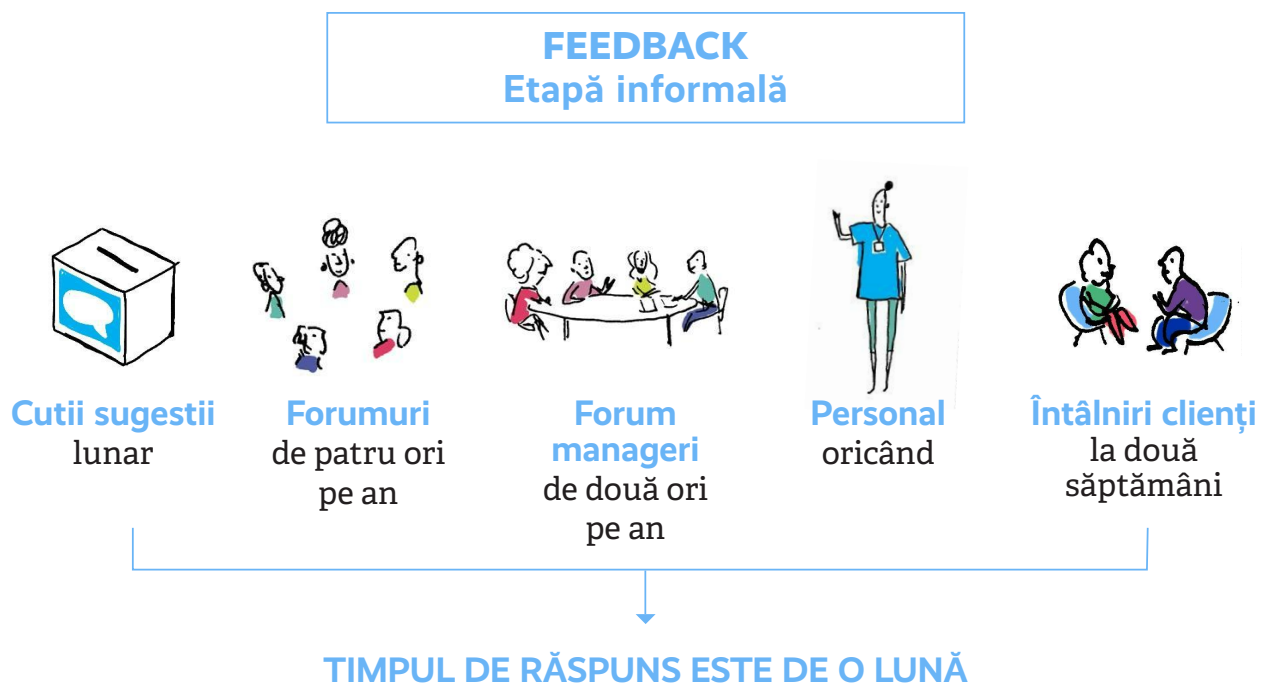 FEEDBACK
Etapă informală
Cutii sugestii
lunar
Forumuri
de patru ori
pe an
Forum
manageri
de două ori
pe an
Personal
oricând
Întâlniri clienți
la două
săptămâni
TIMPUL DE RĂSPUNS ESTE DE O LUNĂ